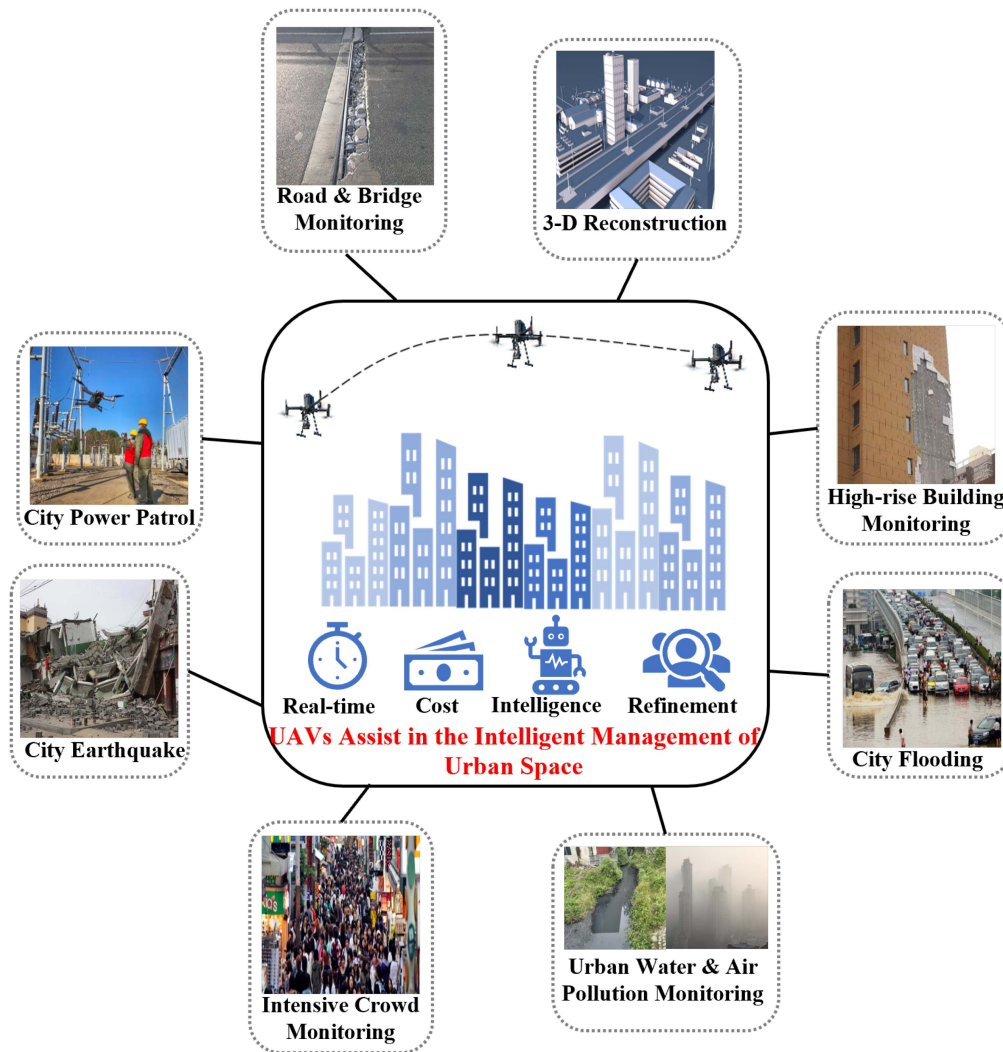 Road & Bridge
Monitoring
3-D Reconstruction
City Power Patrol
High-rise Building
Monitoring
Real-time
Cost
Intelligence
Refinement
UAVs Assist in the Intelligent Management of
Urban Space
City Earthquake
City Flooding
Intensive Crowd
Monitoring
Urban Water & Air
Pollution Monitoring